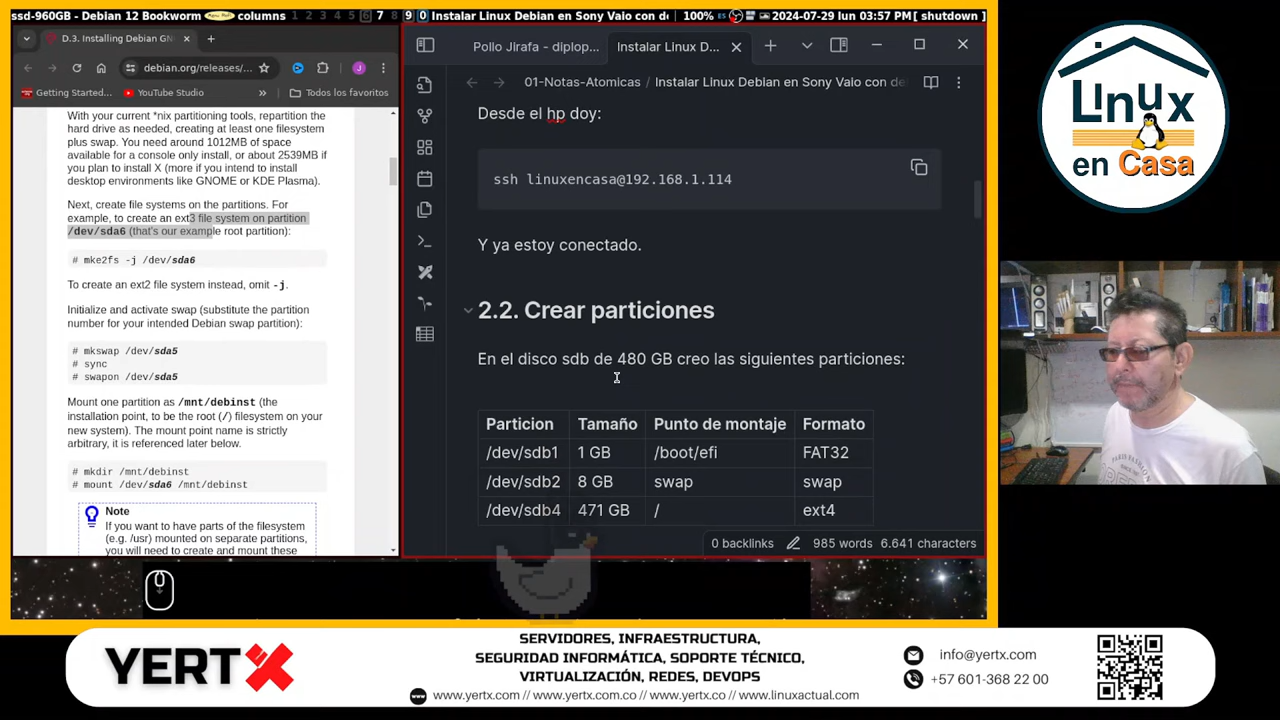 ssd-960GB - Debian 12 Bookworm
columns
1 2 3 4 5 6 7 8 9 0
Instalar Linux Debian en Sony Vaio con de
100%
ES
2024-07-29 lun 03:57 PM[ shutdown ]
D.3. Installing Debian GN
debian.org/releases/...
J
Getting Started...
YouTube Studio
»
Todos los favoritos
With your current *nix partitioning tools, repartition
the hard drive as needed, creating at least one filesystem
plus swap. You need around 1012MB of space
available for a console only install, or about 2539MB if
you plan to install X (more if you intend to install
desktop environments like GNOME or KDE Plasma).
Next, create file systems on the partitions. For
example, to create an ext3 file system on partition
/dev/sda6 (that's our example root partition):
# mke2fs -j /dev/sda6
To create an ext2 file system instead, omit -j.
Initialize and activate swap (substitute the partition
number for your intended Debian swap partition):
# mkswap /dev/sda5
# sync
# swapon /dev/sda5
Mount one partition as /mnt/debinst (the
installation point, to be the root (/) filesystem on your
new system). The mount point name is strictly
arbitrary, it is referenced later below.
# mkdir /mnt/debinst
# mount /dev/sda6 /mnt/debinst
Note
If you want to have parts of the filesystem
(e.g. /usr) mounted on separate partitions,
you will need to create and mount these
Pollo Jirafa - diplop...
Instalar Linux D...
01-Notas-Atomicas / Instalar Linux Debian en Sony Vaio con de
Desde el hp doy:
ssh linuxencasa@192.168.1.114
Y ya estoy conectado.
2.2. Crear particiones
En el disco sdb de 480 GB creo las siguientes particiones:
Particion Tamaño Punto de montaje Formato
/dev/sdb1 1 GB /boot/efi FAT32
/dev/sdb2 8 GB swap swap
/dev/sdb4 471 GB / ext4
0 backlinks 985 words 6.641 characters
Linux
en Casa
YERTX
SERVIDORES, INFRAESTRUCTURA,
SEGURIDAD INFORMÁTICA, SOPORTE TÉCNICO,
VIRTUALIZACIÓN, REDES, DEVOPS
www.yertx.com // www.yertx.com.co // www.yertx.co // www.linuxactual.com
info@yertx.com
+57 601-368 22 00